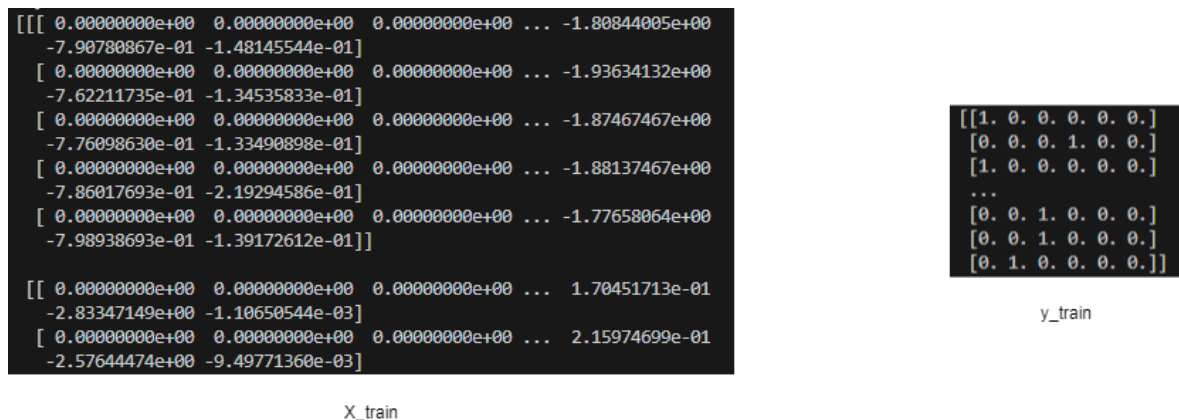 [[[ 0.00000000e+00  0.00000000e+00  0.00000000e+00 ... -1.80844005e+00
   -7.90780867e-01 -1.48145544e-01]
  [ 0.00000000e+00  0.00000000e+00  0.00000000e+00 ... -1.93634132e+00
   -7.62211735e-01 -1.34535833e-01]
  [ 0.00000000e+00  0.00000000e+00  0.00000000e+00 ... -1.87467467e+00
   -7.76098630e-01 -1.33490898e-01]
  [ 0.00000000e+00  0.00000000e+00  0.00000000e+00 ... -1.88137467e+00
   -7.86017693e-01 -2.19294586e-01]
  [ 0.00000000e+00  0.00000000e+00  0.00000000e+00 ... -1.77658064e+00
   -7.98938693e-01 -1.39172612e-01]]
 [[ 0.00000000e+00  0.00000000e+00  0.00000000e+00 ...  1.70451713e-01
   -2.83347149e+00 -1.10650544e-03]
  [ 0.00000000e+00  0.00000000e+00  0.00000000e+00 ...  2.15974699e-01
   -2.57644474e+00 -9.49771360e-03]
X_train
[[1. 0. 0. 0. 0. 0.]
 [0. 0. 0. 1. 0. 0.]
 [1. 0. 0. 0. 0. 0.]
 ...
 [0. 0. 1. 0. 0. 0.]
 [0. 0. 1. 0. 0. 0.]
 [0. 1. 0. 0. 0. 0.]]
y_train